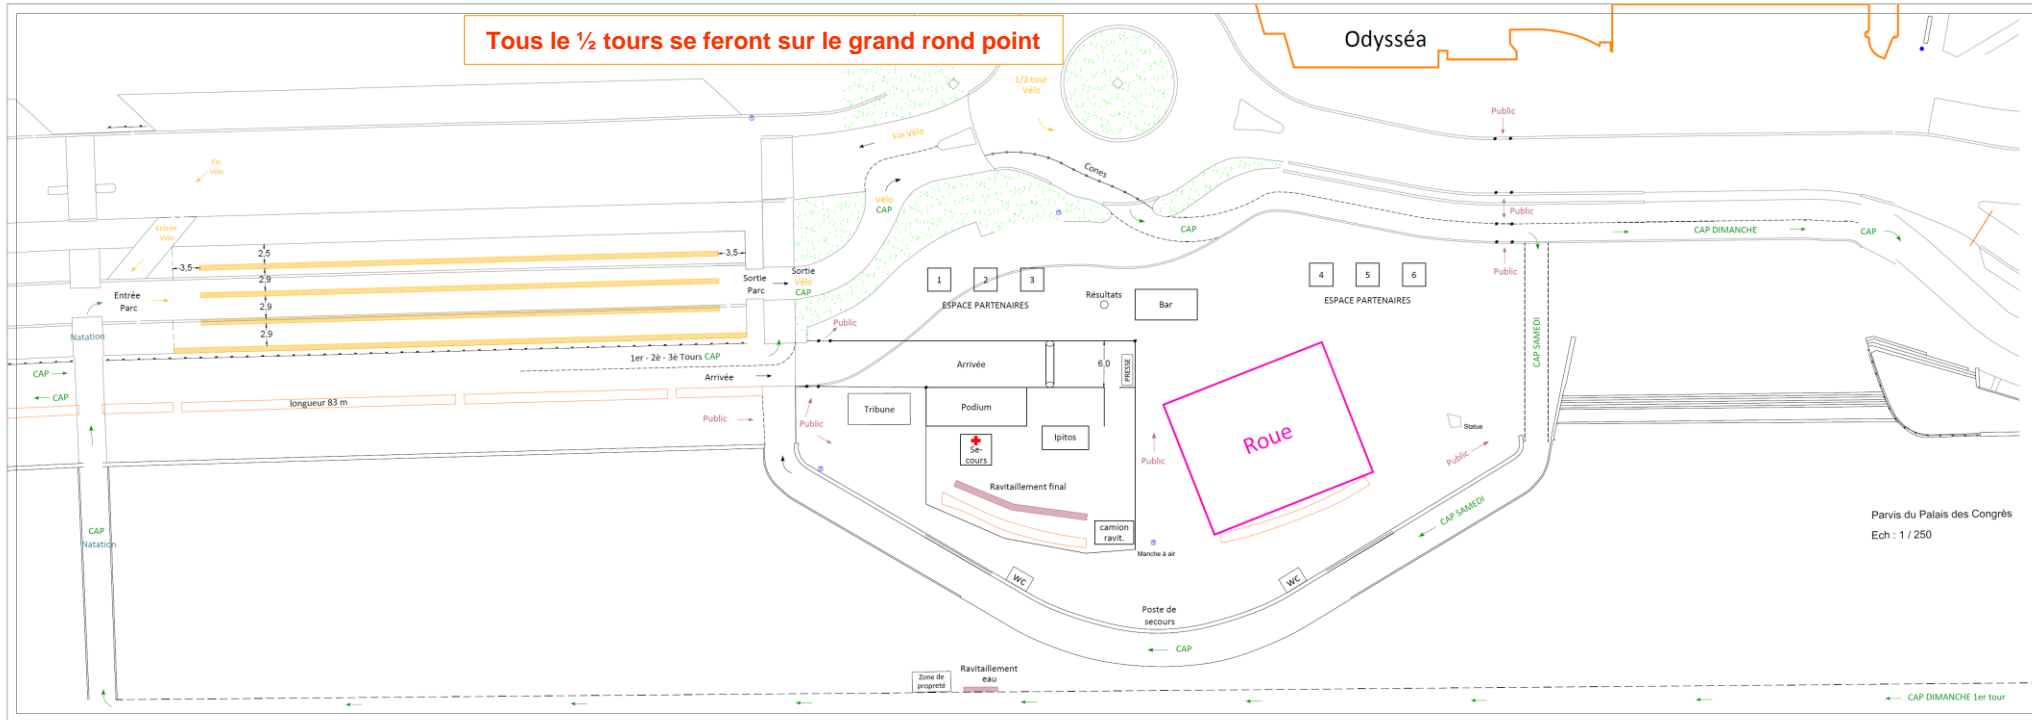 Tous le ½ tours se feront sur le grand rond point
Odysséa
1/2 tour
Vélo
Public
Fin Vélo
Fin
Vélo
Cones
Vélo
CAP
Public
CAP
CAP DIMANCHE
CAP
Entrée
Vélo
2,5
3,5
3,5
2,9
2,9
2,9
Entrée
Parc
Sortie
Parc
Sortie
Vélo
CAP
1
2
3
ESPACE PARTENAIRES
Résultats
Bar
4
5
6
ESPACE PARTENAIRES
Public
Natation
Public
CAP SAMEDI
1er - 2è - 3è Tours CAP
CAP
Arrivée
Arrivée
6,0
PRESSE
CAP
longueur 83 m
Public
Public
Tribune
Podium
Ipitos
Se-
cours
Public
Roue
Statue
Public
Ravitaillement final
camion
ravit.
Manche à air
CAP SAMEDI
CAP
Natation
Parvis du Palais des Congrès
Ech : 1 / 250
WC
WC
Poste de
secours
CAP
Zone de
propreté
Ravitaillement
eau
CAP DIMANCHE 1er tour